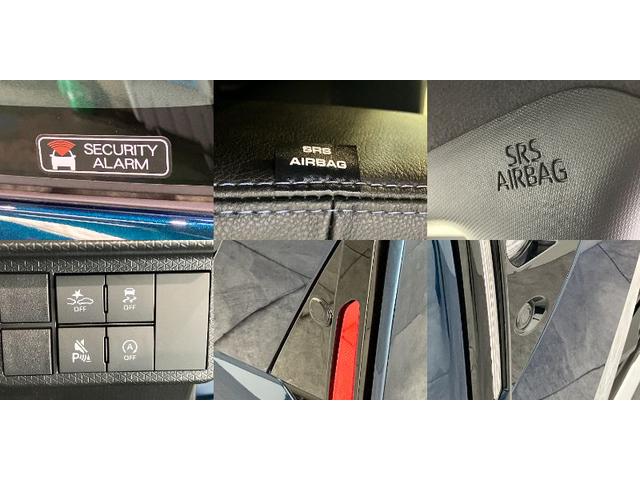 SECURITY
ALARM
SRS
AIRBAG
SRS
AIRBAG
OFF
OFF
P
A
OFF